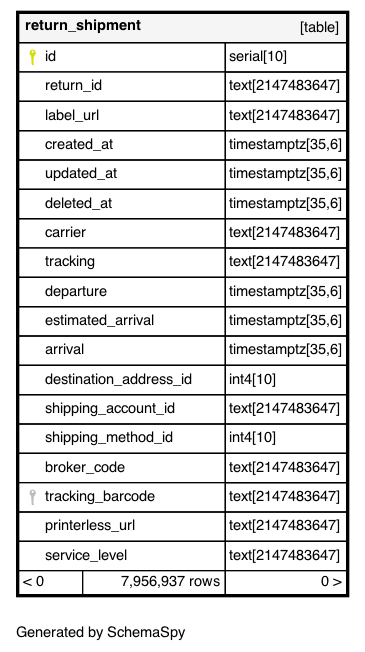 return_shipment [table]
id serial[10]
return_id text[2147483647]
label_url text[2147483647]
created_at timestamptz[35,6]
updated_at timestamptz[35,6]
deleted_at timestamptz[35,6]
carrier text[2147483647]
tracking text[2147483647]
departure timestamptz[35,6]
estimated_arrival timestamptz[35,6]
arrival timestamptz[35,6]
destination_address_id int4[10]
shipping_account_id text[2147483647]
shipping_method_id int4[10]
broker_code text[2147483647]
tracking_barcode text[2147483647]
printerless_url text[2147483647]
service_level text[2147483647]
< 0 7,956,937 rows 0 >
Generated by SchemaSpy